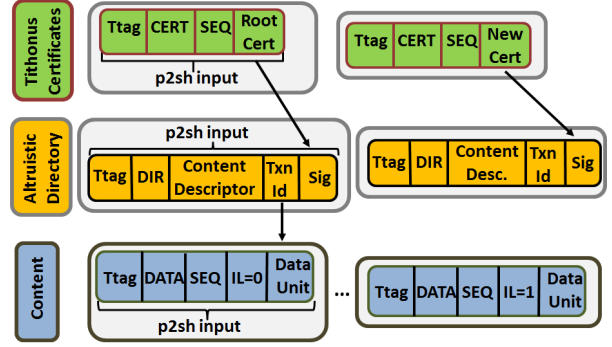 Tithonus
Certificates
Ttag CERT SEQ Root
Cert
p2sh input
Ttag CERT SEQ New
Cert
Altruistic
Directory
p2sh input
Ttag DIR Content
Descriptor Txn
Id Sig
Ttag DIR Content
Desc. Txn
Id Sig
Content
Ttag DATA SEQ IL=0 Data
Unit
p2sh input
...
Ttag DATA SEQ IL=1 Data
Unit